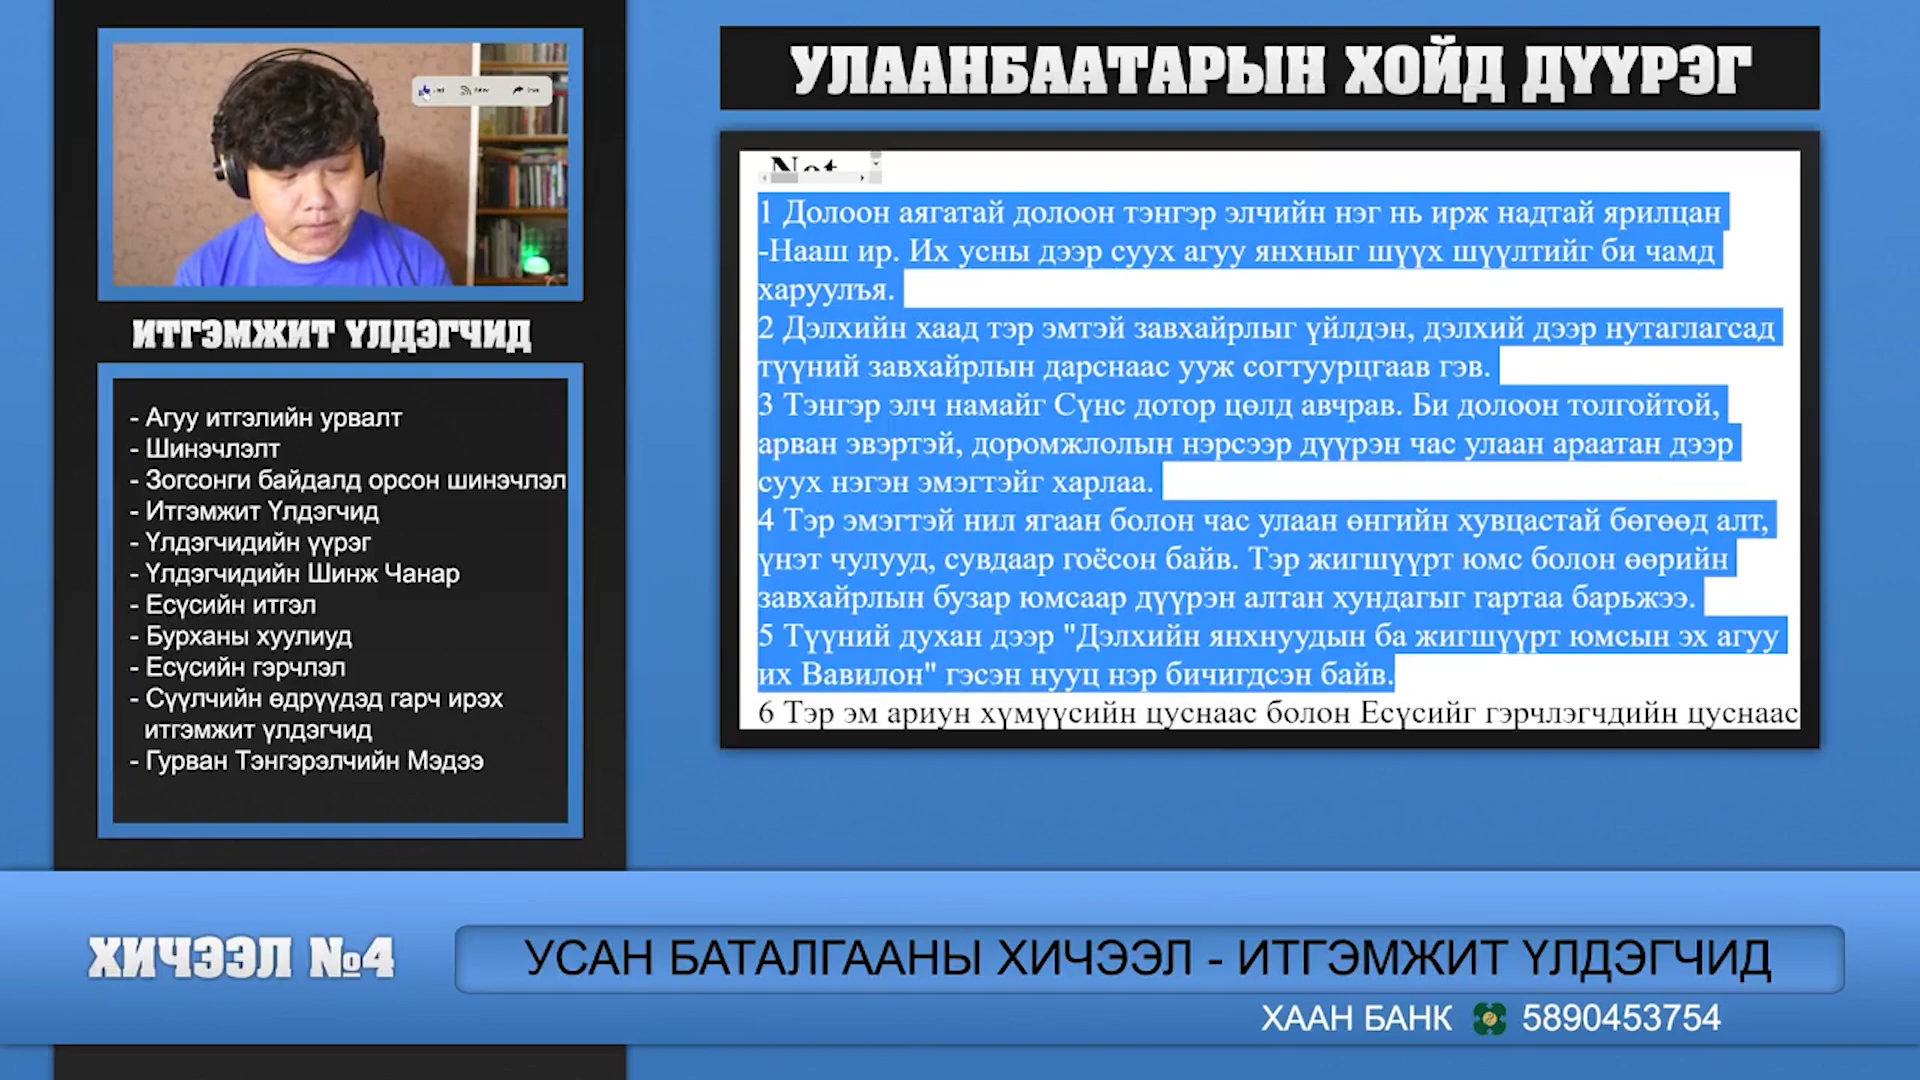 УЛААНБААТАРЫН ХОЙД ДҮҮРЭГ
ИТГЭМЖИТ ҮЛДЭГЧИД
- Агуу итгэлийн урвалт
- Шинэчлэлт
- Зогсонги байдалд орсон шинэчлэл
- Итгэмжит Үлдэгчид
- Үлдэгчидийн үүрэг
- Үлдэгчидийн Шинж Чанар
- Есүсийн итгэл
- Бурханы хуулиуд
- Есүсийн гэрчлэл
- Сүүлчийн өдрүүдэд гарч ирэх
итгэмжит үлдэгчид
- Гурван Тэнгэрэлчийн Мэдээ
1 Долоон аягатай долоон тэнгэр элчийн нэг нь ирж надтай ярилцан
-Нааш ир. Их усны дээр суух агуу янхныг шүүх шүүлтийг би чамд
харуулъя.
2 Дэлхийн хаад тэр эмтэй завхайрлыг үйлдэн, дэлхий дээр нутаглагсад
түүний завхайрлын дарснаас ууж согтуурцгаав гэв.
3 Тэнгэр элч намайг Сүнс дотор цөлд авчрав. Би долоон толгойтой,
арван эвэртэй, доромжлолын нэрсээр дүүрэн час улаан араатан дээр
суух нэгэн эмэгтэйг харлаа.
4 Тэр эмэгтэй нил ягаан болон час улаан өнгийн хувцастай бөгөөд алт,
үнэт чулууд, сувдаар гоёсон байв. Тэр жигшүүрт юмс болон өөрийн
завхайрлын бузар юмсаар дүүрэн алтан хундагыг гартаа барьжээ.
5 Түүний духан дээр "Дэлхийн янхнуудын ба жигшүүрт юмсын эх агуу
их Вавилон" гэсэн нууц нэр бичигдсэн байв.
6 Тэр эм ариун хүмүүсийн цуснаас болон Есүсийг гэрчлэгчдийн цуснаас
ХИЧЭЭЛ №4
УСАН БАТАЛГААНЫ ХИЧЭЭЛ - ИТГЭМЖИТ ҮЛДЭГЧИД
ХААН БАНК 5890453754